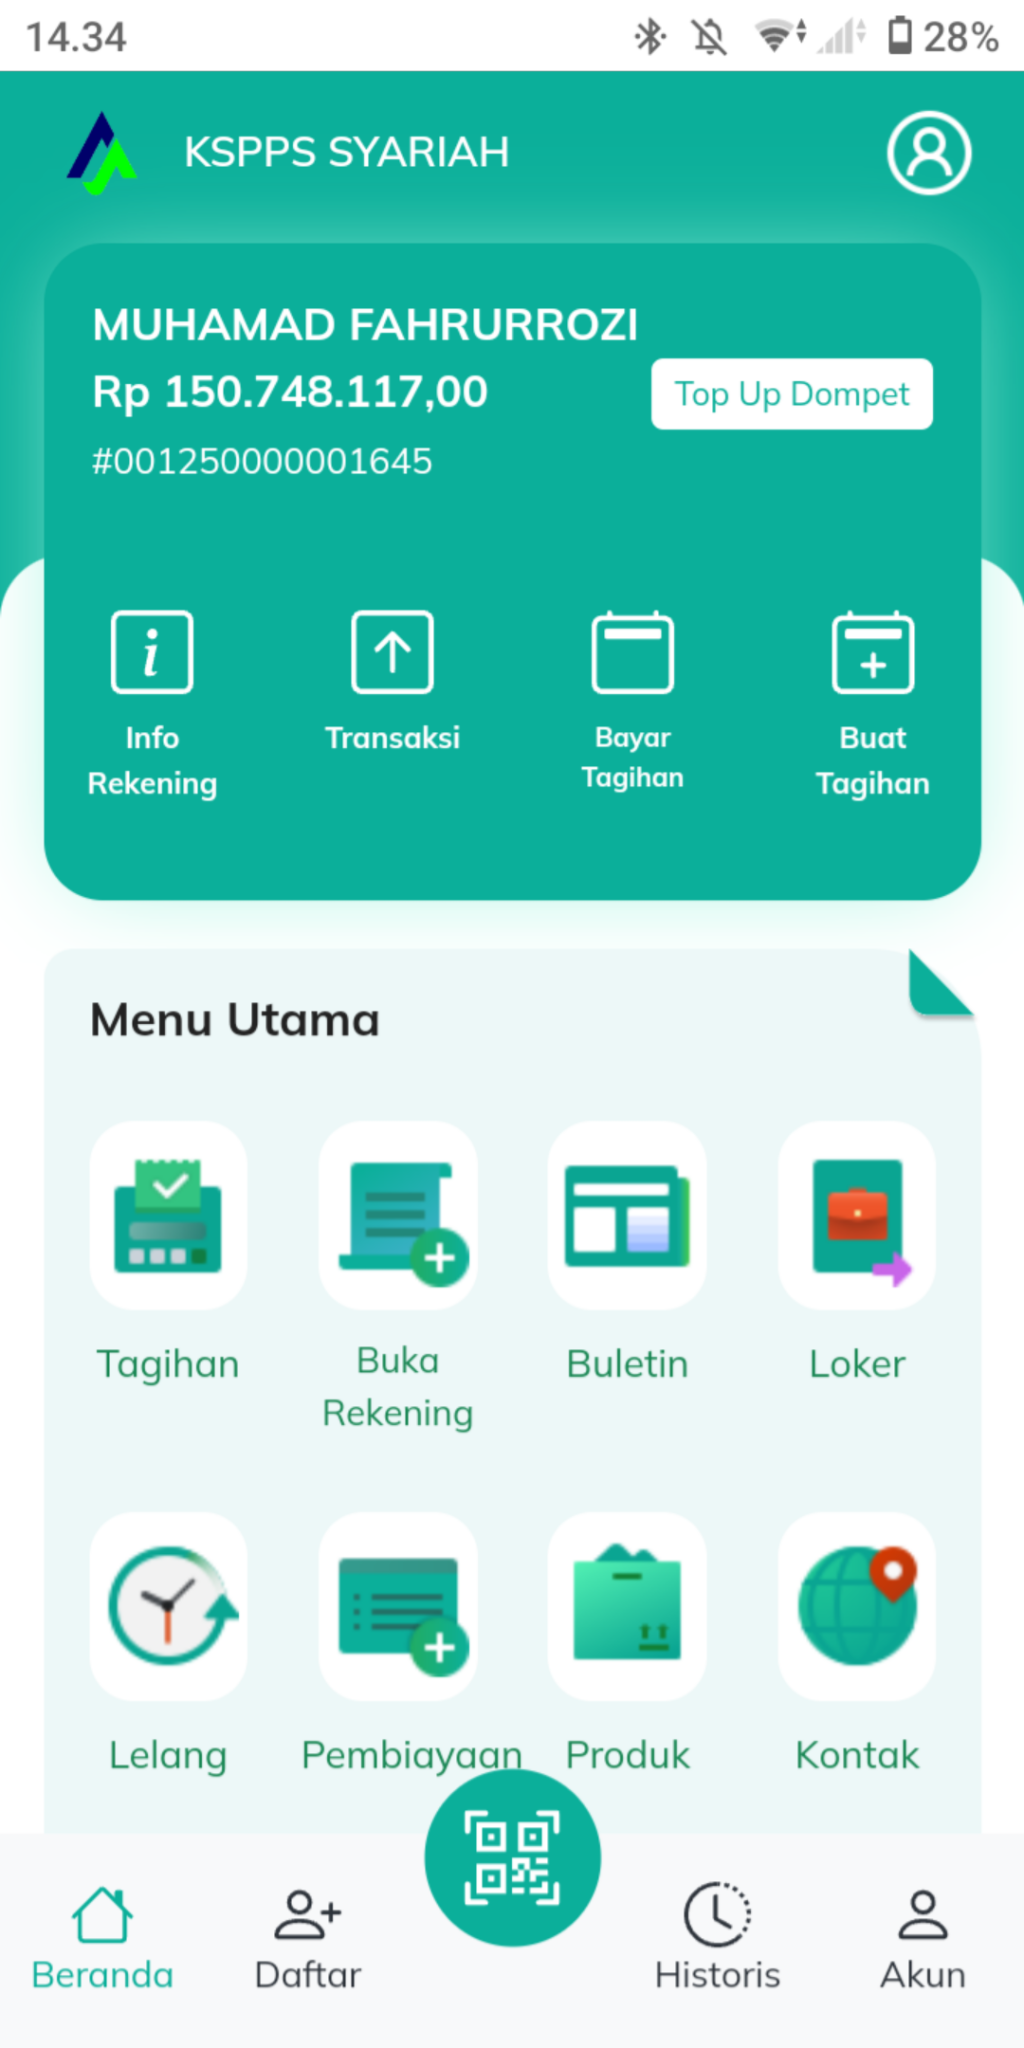 14.34
28%
KSPPS SYARIAH
MUHAMAD FAHRURROZI
Rp 150.748.117,00
Top Up Dompet
#001250000001645
Info
Rekening
Transaksi
Bayar
Tagihan
Buat
Tagihan
Menu Utama
Tagihan
Buka
Rekening
Buletin
Loker
Lelang
Pembiayaan
Produk
Kontak
Beranda
Daftar
Historis
Akun